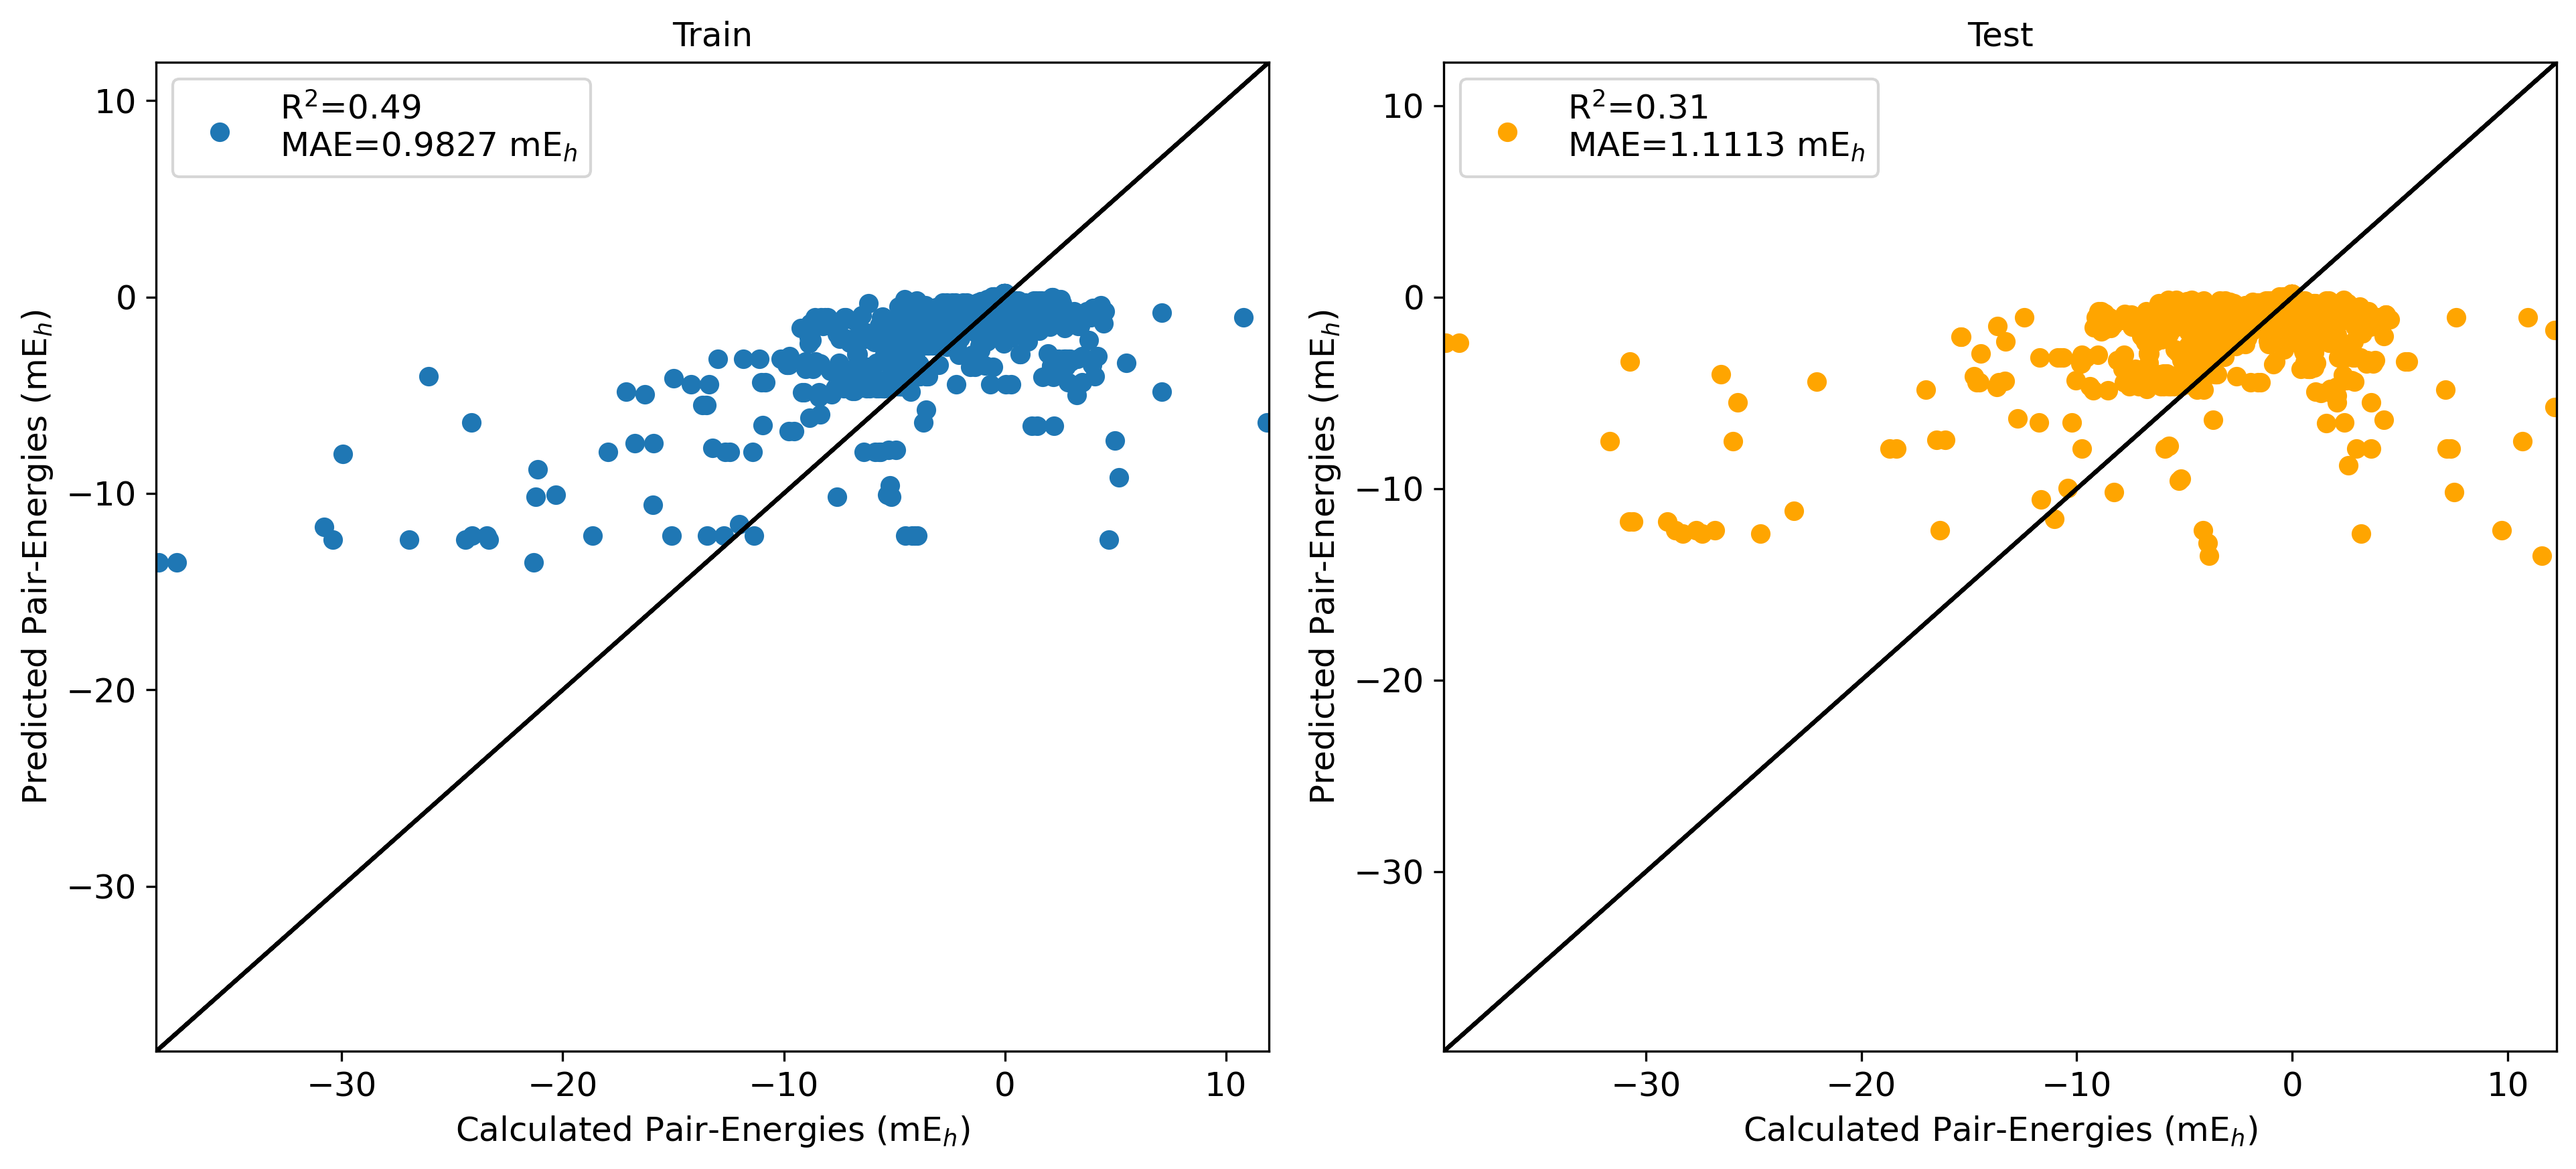 Train
R²=0.49
MAE=0.9827 mEₕ
10
0
−10
−20
−30
Predicted Pair-Energies (mEₕ)
−30 −20 −10 0 10
Calculated Pair-Energies (mEₕ)
Test
R²=0.31
MAE=1.1113 mEₕ
10
0
−10
−20
−30
Predicted Pair-Energies (mEₕ)
−30 −20 −10 0 10
Calculated Pair-Energies (mEₕ)